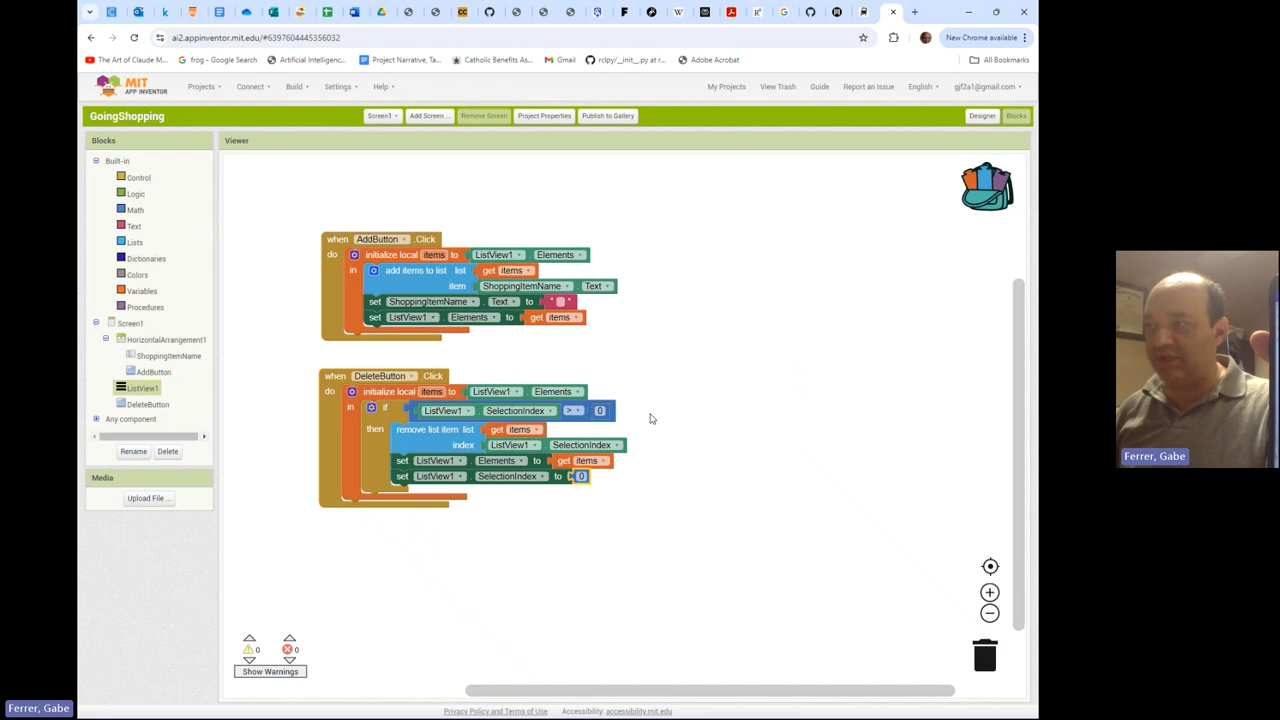 ai2.appinventor.mit.edu/#6397604445356032
New Chrome available
The Art of Claude M...
frog - Google Search
Artificial Intelligenc...
Project Narrative, Ta...
Catholic Benefits As...
Gmail
rclpy/__init__.py at r...
Adobe Acrobat
All Bookmarks
MIT
APP INVENTOR
Projects
Connect
Build
Settings
Help
My Projects
View Trash
Guide
Report an Issue
English
gjf2a1@gmail.com
GoingShopping
Screen1
Add Screen ...
Remove Screen
Project Properties
Publish to Gallery
Designer
Blocks
Blocks
Viewer
Built-in
Control
Logic
Math
Text
Lists
Dictionaries
Colors
Variables
Procedures
Screen1
HorizontalArrangement1
ShoppingItemName
AddButton
ListView1
DeleteButton
Any component
Rename
Delete
Media
Upload File ...
when AddButton .Click
do initialize local items to ListView1 . Elements
in add items to list list get items
item ShoppingItemName . Text
set ShoppingItemName . Text to " "
set ListView1 . Elements to get items
when DeleteButton .Click
do initialize local items to ListView1 . Elements
in if ListView1 . SelectionIndex > 0
then remove list item list get items
index ListView1 . SelectionIndex
set ListView1 . Elements to get items
set ListView1 . SelectionIndex to 0
0
0
Show Warnings
Privacy Policy and Terms of Use
Accessibility: accessibility.mit.edu
Ferrer, Gabe
Ferrer, Gabe